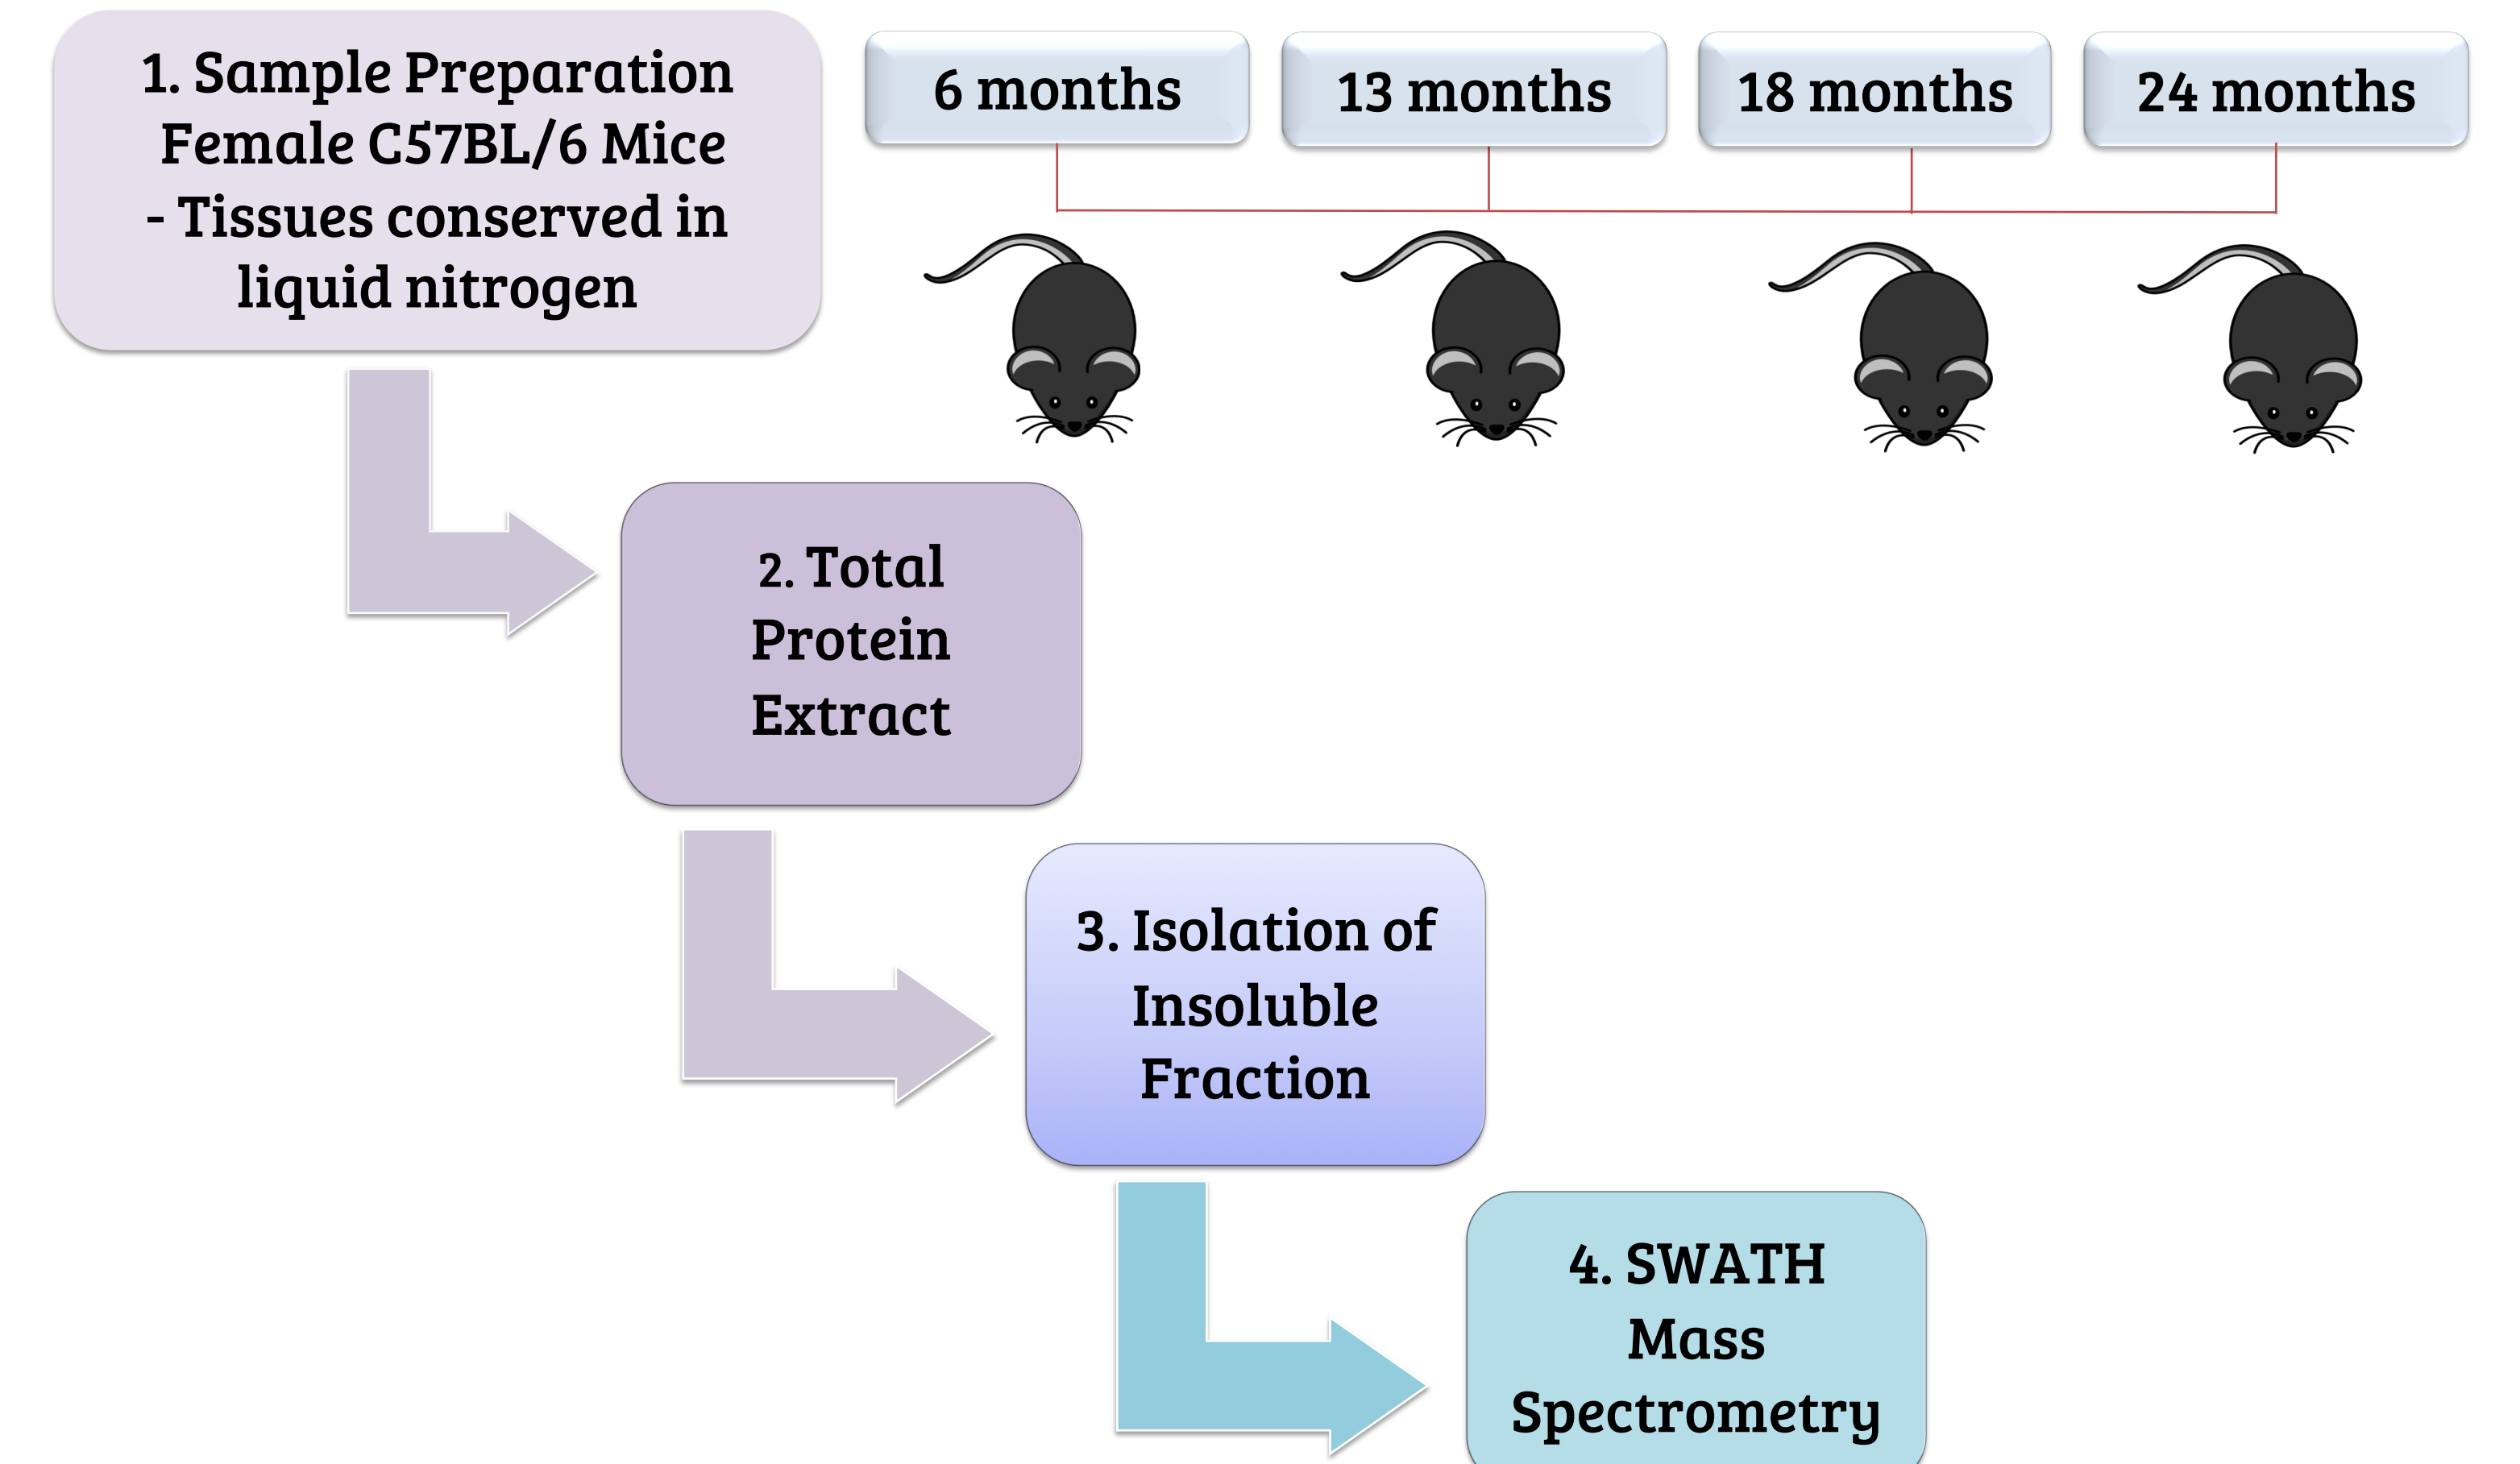 1. Sample Preparation
Female C57BL/6 Mice
- Tissues conserved in
liquid nitrogen
6 months
13 months
18 months
24 months
2. Total
Protein
Extract
3. Isolation of
Insoluble
Fraction
4. SWATH
Mass
Spectrometry